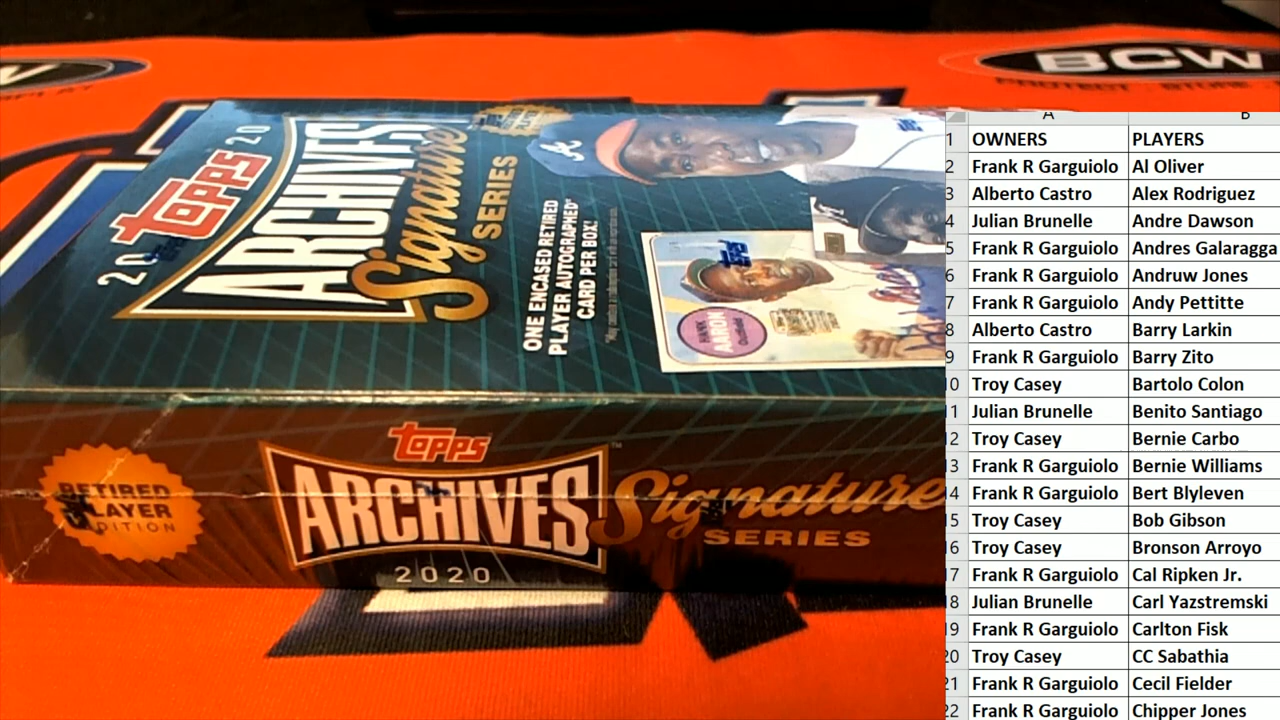 BCW
PROTECT STORE
2020
topps
ARCHIVES
Signature
SERIES
ONE ENCASED RETIRED
PLAYER AUTOGRAPHED*
CARD PER BOX!
HANK
AARON
Outfield
RETIRED
PLAYER
EDITION
topps
ARCHIVES
Signature
SERIES
2020
A B
1 OWNERS PLAYERS
2 Frank R Garguiolo Al Oliver
3 Alberto Castro Alex Rodriguez
4 Julian Brunelle Andre Dawson
5 Frank R Garguiolo Andres Galaragga
6 Frank R Garguiolo Andruw Jones
7 Frank R Garguiolo Andy Pettitte
8 Alberto Castro Barry Larkin
9 Frank R Garguiolo Barry Zito
10 Troy Casey Bartolo Colon
11 Julian Brunelle Benito Santiago
12 Troy Casey Bernie Carbo
13 Frank R Garguiolo Bernie Williams
14 Frank R Garguiolo Bert Blyleven
15 Troy Casey Bob Gibson
16 Troy Casey Bronson Arroyo
17 Frank R Garguiolo Cal Ripken Jr.
18 Julian Brunelle Carl Yazstremski
19 Frank R Garguiolo Carlton Fisk
20 Troy Casey CC Sabathia
21 Frank R Garguiolo Cecil Fielder
22 Frank R Garguiolo Chipper Jones